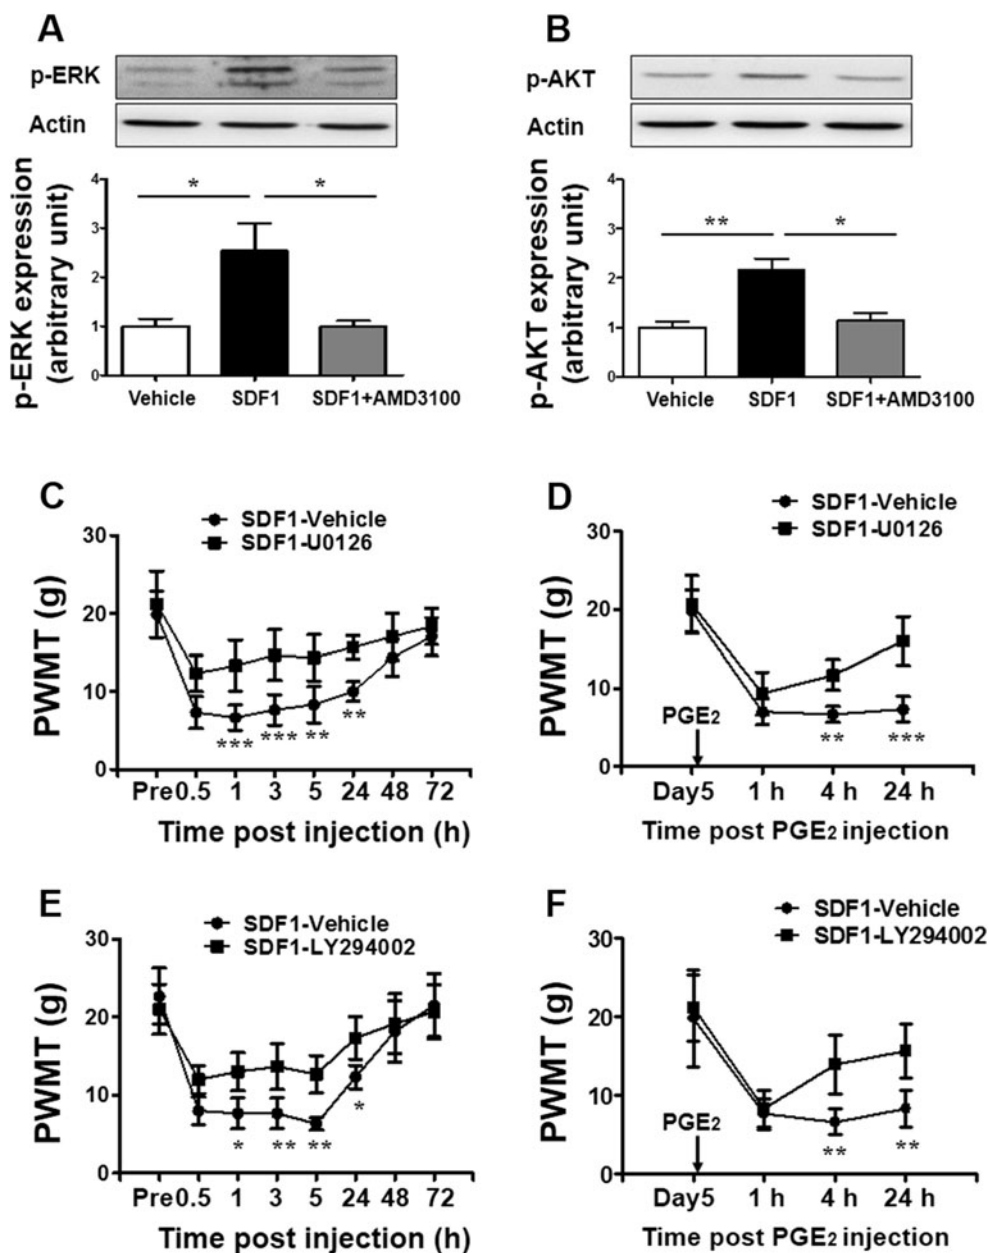 A
p-ERK
Actin
p-ERK expression
(arbitrary unit)
4
3
2
1
0
* *
Vehicle SDF1 SDF1+AMD3100
B
p-AKT
Actin
p-AKT expression
(arbitrary unit)
4
3
2
1
0
** *
Vehicle SDF1 SDF1+AMD3100
C
SDF1-Vehicle
SDF1-U0126
PWMT (g)
30
20
10
0
*** *** ** **
Pre 0.5 1 3 5 24 48 72
Time post injection (h)
D
SDF1-Vehicle
SDF1-U0126
PWMT (g)
30
20
10
0
PGE2
** ***
Day5 1 h 4 h 24 h
Time post PGE2 injection
E
SDF1-Vehicle
SDF1-LY294002
PWMT (g)
30
20
10
0
* ** ** *
Pre 0.5 1 3 5 24 48 72
Time post injection (h)
F
SDF1-Vehicle
SDF1-LY294002
PWMT (g)
30
20
10
0
PGE2
** **
Day5 1 h 4 h 24 h
Time post PGE2 injection